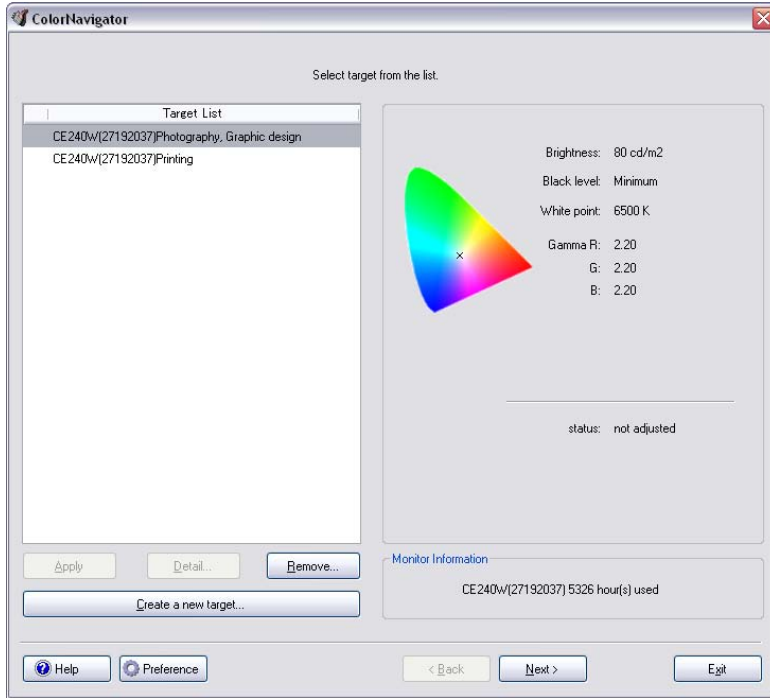 ColorNavigator
Select target from the list.
Target List
CE240W(27192037)Photography, Graphic design
CE240W(27192037)Printing
Brightness: 80 cd/m2
Black level: Minimum
White point: 6500 K
Gamma R: 2.20
G: 2.20
B: 2.20
status: not adjusted
Apply
Detail...
Remove...
Create a new target...
Monitor Information
CE240W(27192037) 5326 hour(s) used
Help
Preference
< Back
Next >
Exit